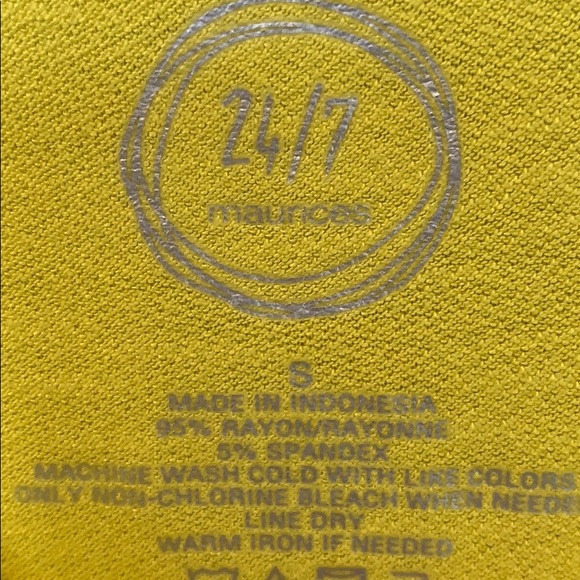 24/7
maurices
S
MADE IN INDONESIA
95% RAYON/RAYONNE
5% SPANDEX
MACHINE WASH COLD WITH LIKE COLORS
ONLY NON-CHLORINE BLEACH WHEN NEEDE
LINE DRY
WARM IRON IF NEEDED